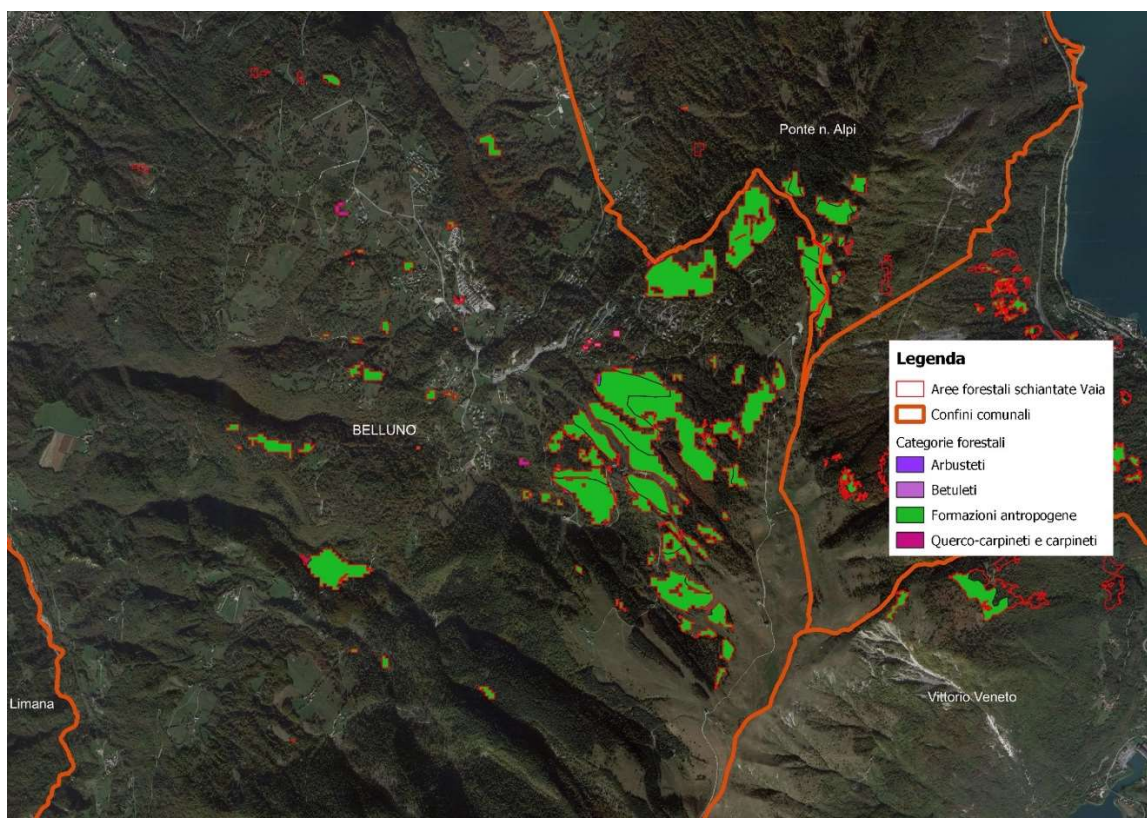 Ponte n. Alpi
Legenda
Aree forestali schiantate Vaia
Confini comunali
Categorie forestali
Arbusteti
Betuleti
Formazioni antropogene
Querco-carpineti e carpineti
BELLUNO
Limana
Vittorio Veneto